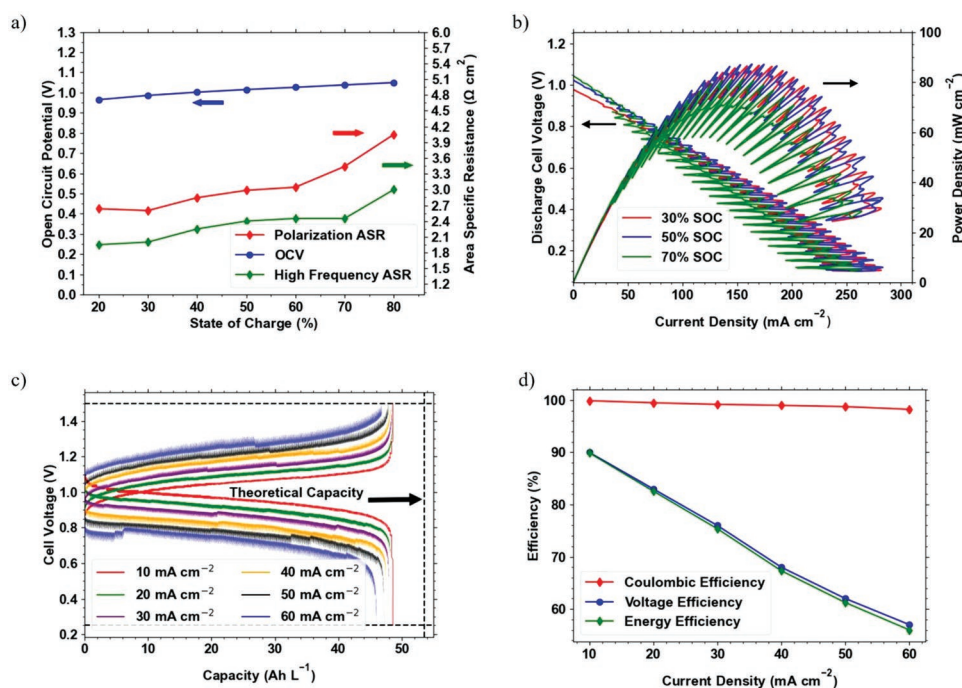 a)
Open Circuit Potential (V)
1.3
1.2
1.1
1.0
0.9
0.8
0.7
0.6
0.5
0.4
0.3
0.2
0.1
0.0
20 30 40 50 60 70 80
State of Charge (%)
6.0
5.7
5.4
5.1
4.8
4.5
4.2
3.9
3.6
3.3
3.0
2.7
2.4
2.1
1.8
1.5
1.2
Area Specific Resistance (Ω cm²)
Polarization ASR
OCV
High Frequency ASR
b)
Discharge Cell Voltage (V)
1.2
1.0
0.8
0.6
0.4
0.2
0 50 100 150 200 250 300
Current Density (mA cm⁻²)
100
80
60
40
20
0
Power Density (mW cm⁻²)
30% SOC
50% SOC
70% SOC
c)
Cell Voltage (V)
1.4
1.2
1.0
0.8
0.6
0.4
0.2
0 10 20 30 40 50
Capacity (Ah L⁻¹)
Theoretical Capacity
10 mA cm⁻²
20 mA cm⁻²
30 mA cm⁻²
40 mA cm⁻²
50 mA cm⁻²
60 mA cm⁻²
d)
Efficiency (%)
100
90
80
70
60
10 20 30 40 50 60
Current Density (mA cm⁻²)
Coulombic Efficiency
Voltage Efficiency
Energy Efficiency